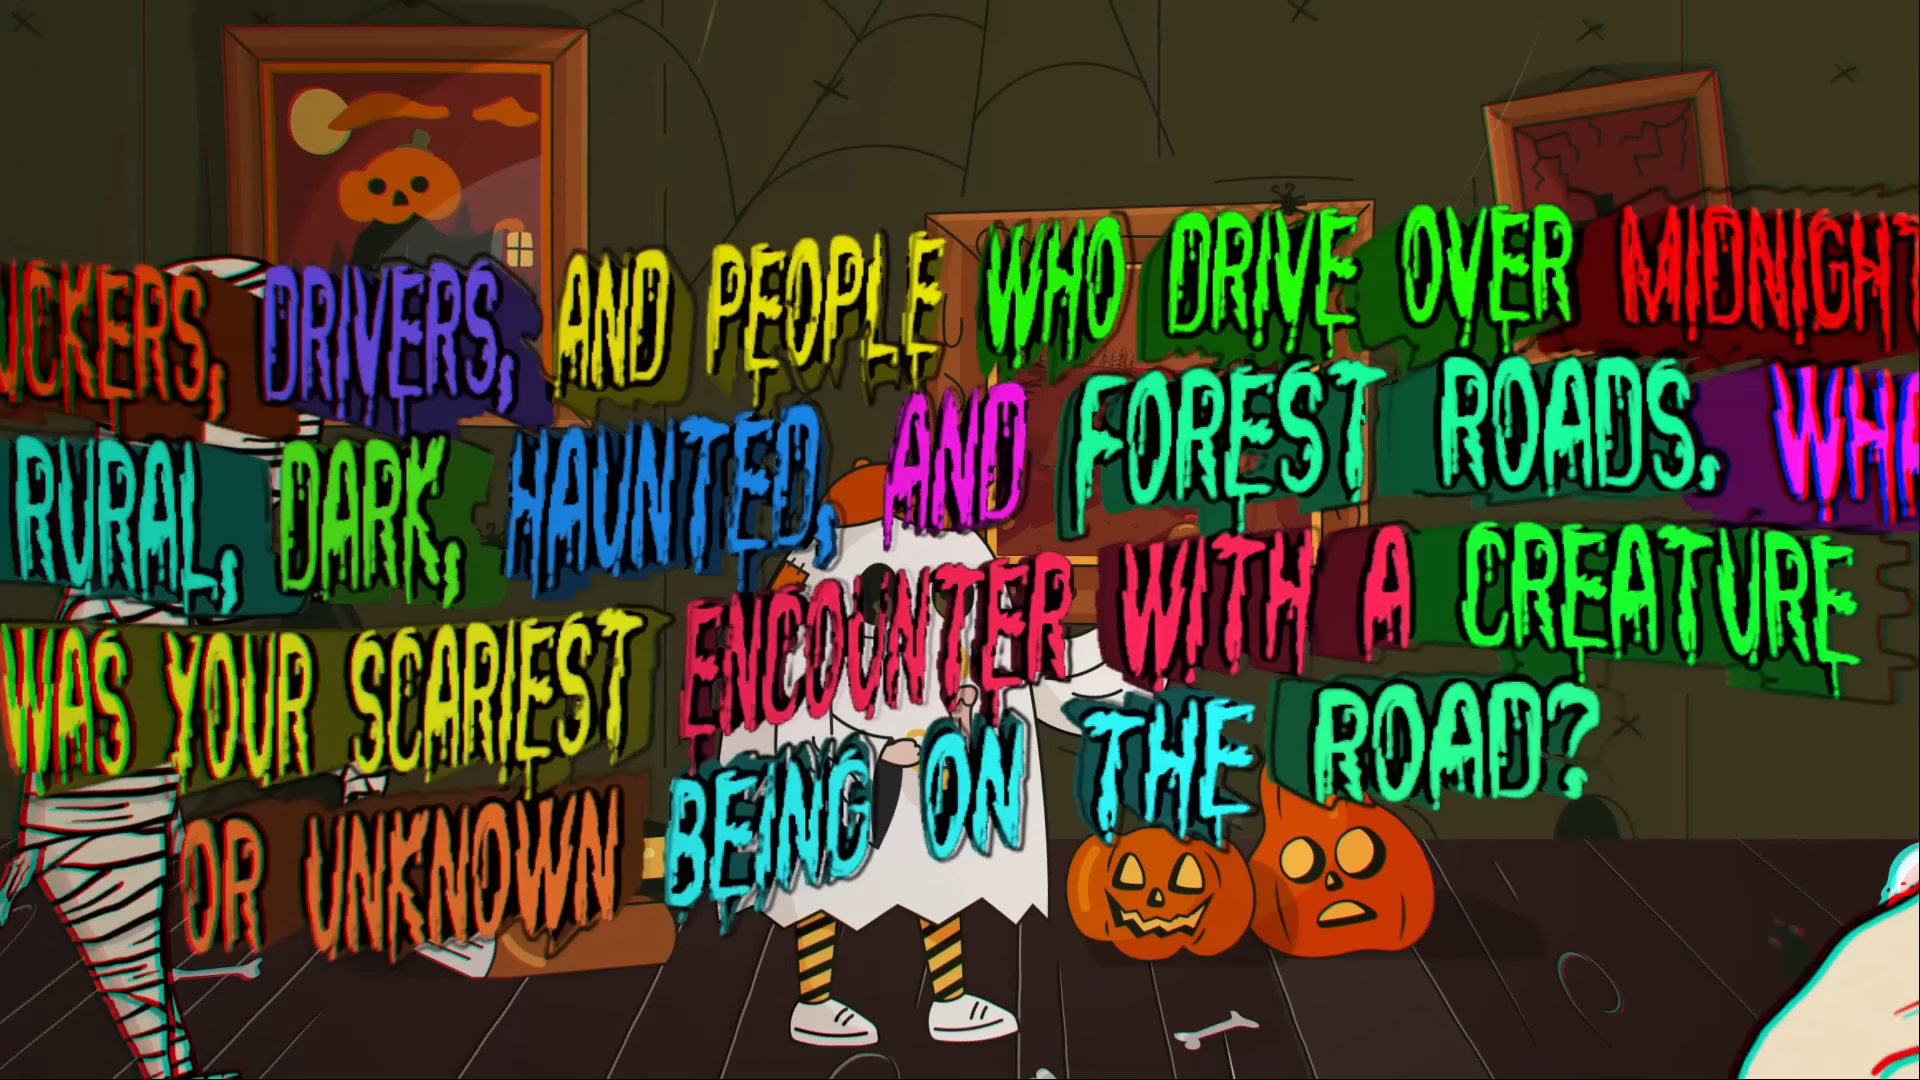 UCKERS, DRIVERS, AND PEOPLE WHO DRIVE OVER MIDNIGHT
RURAL, DARK, HAUNTED, AND FOREST ROADS, WHA
WAS YOUR SCARIEST ENCOUNTER WITH A CREATURE
OR UNKNOWN BEING ON THE ROAD?